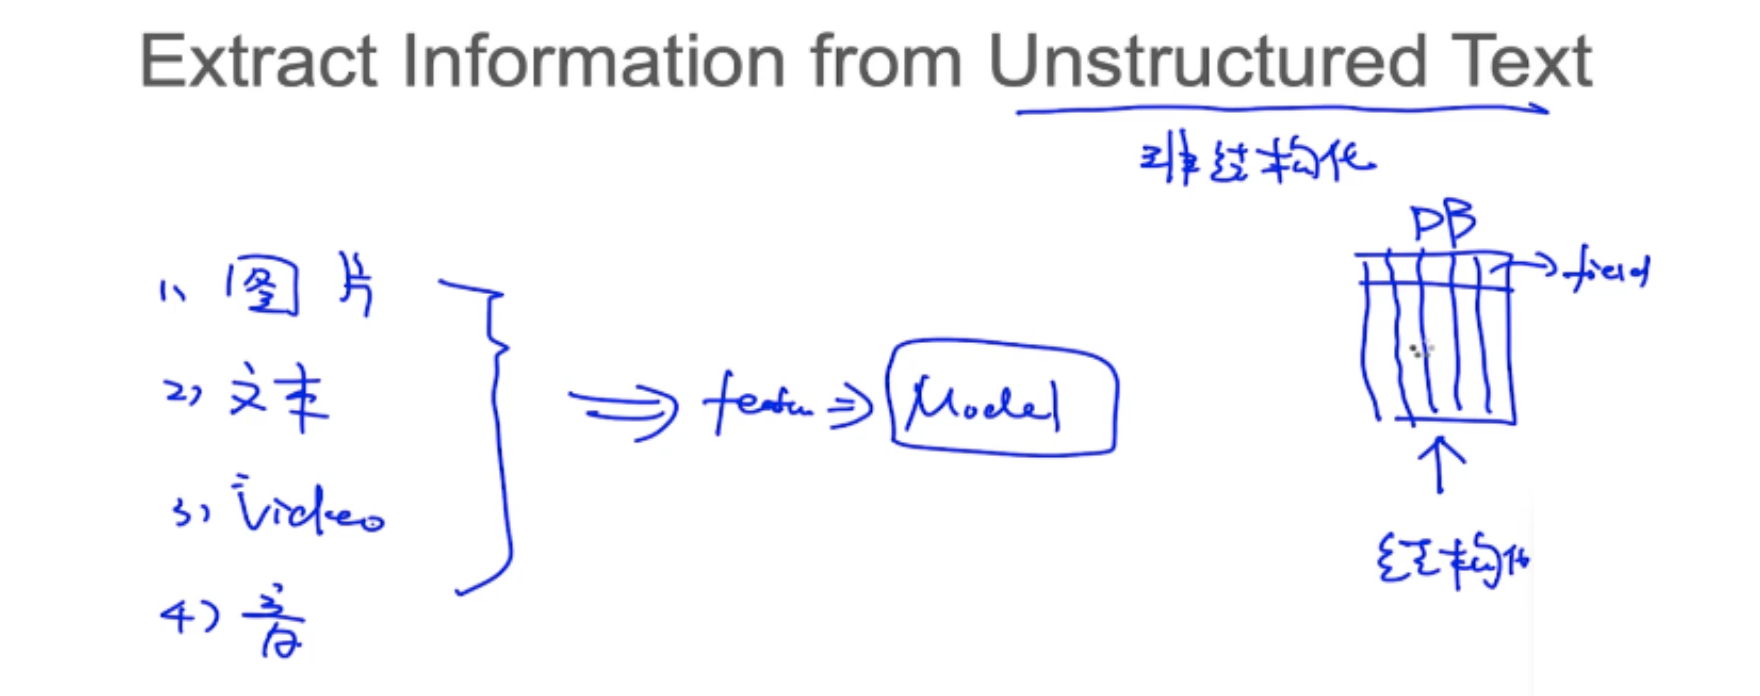 Extract Information from Unstructured Text
非结构化
DB
field
1) 图片
2) 文本
3) Video
4) 音
Model
结构化